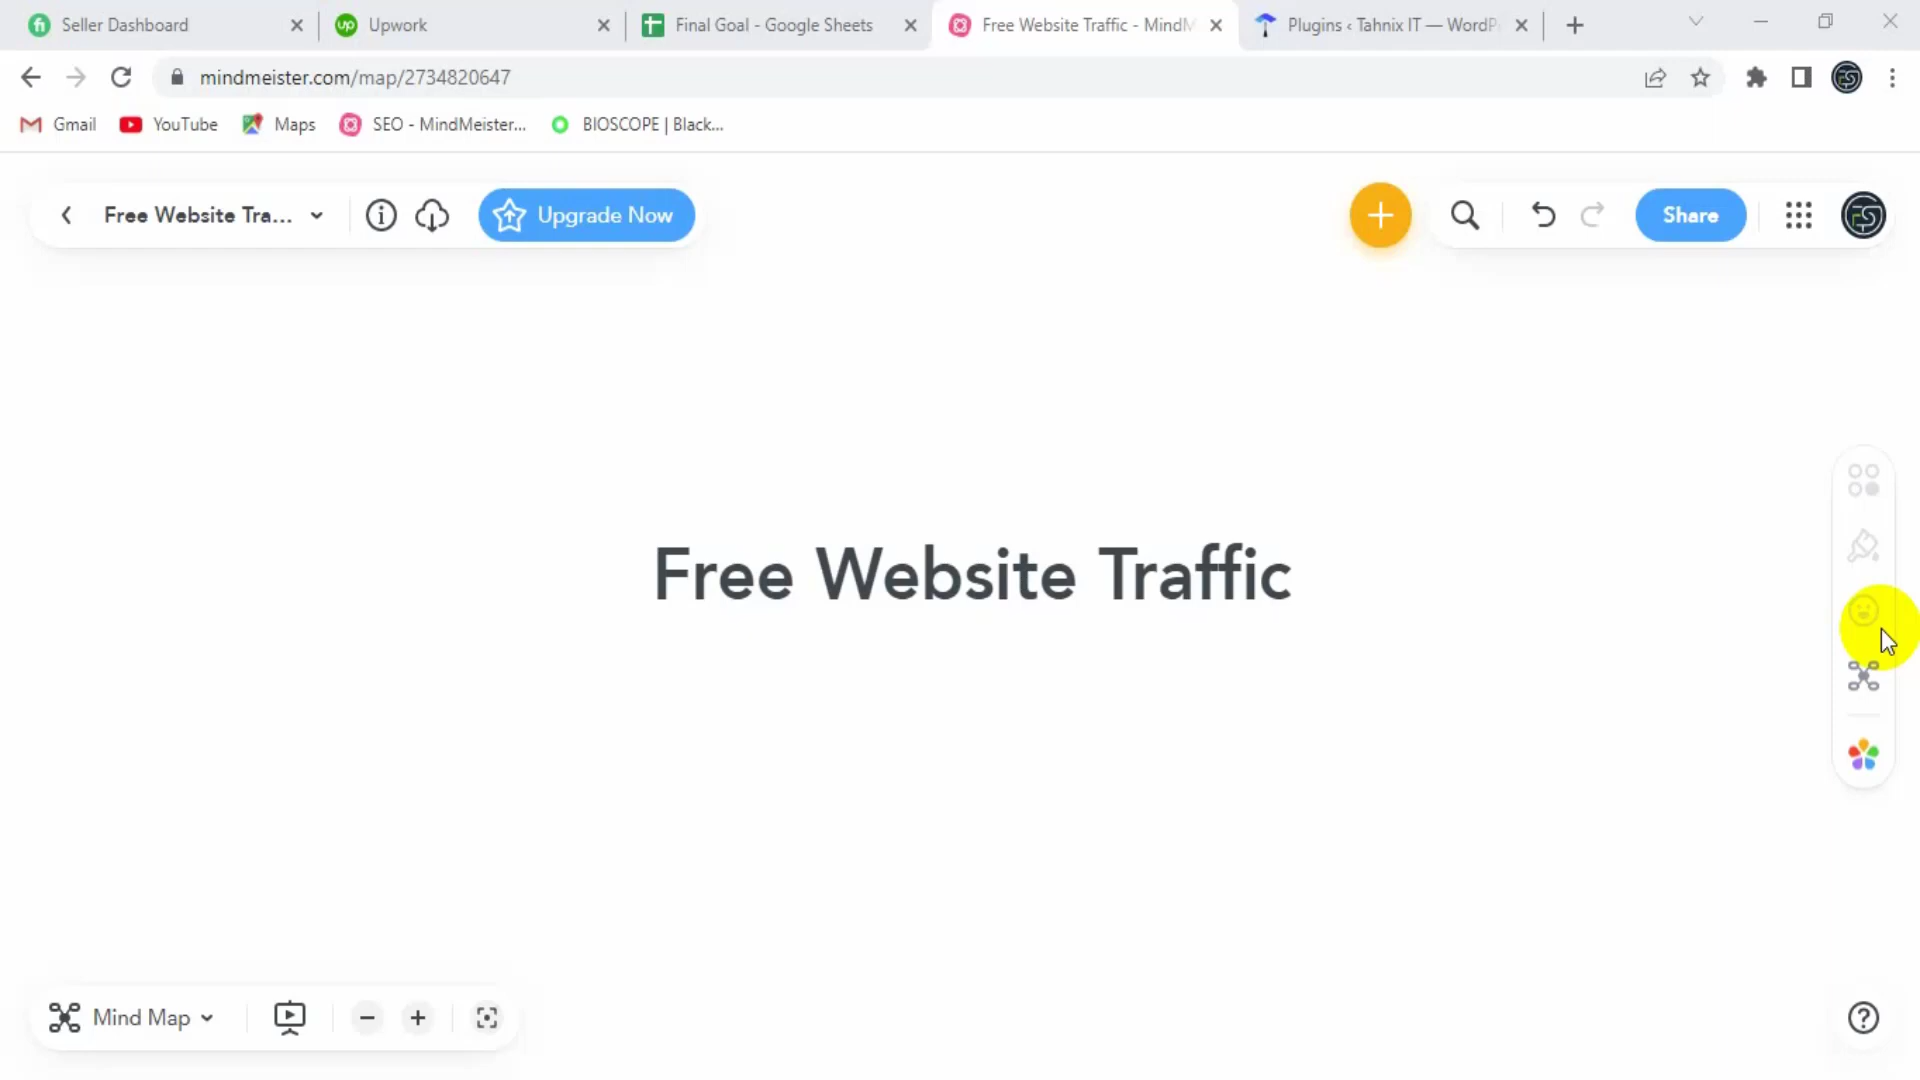 Seller Dashboard
Upwork
Final Goal - Google Sheets
Free Website Traffic - MindM
Plugins ‹ Tahnix IT — WordP
mindmeister.com/map/2734820647
Gmail
YouTube
Maps
SEO - MindMeister...
BIOSCOPE | Black...
Free Website Tra...
Upgrade Now
Share
Free Website Traffic
Mind Map